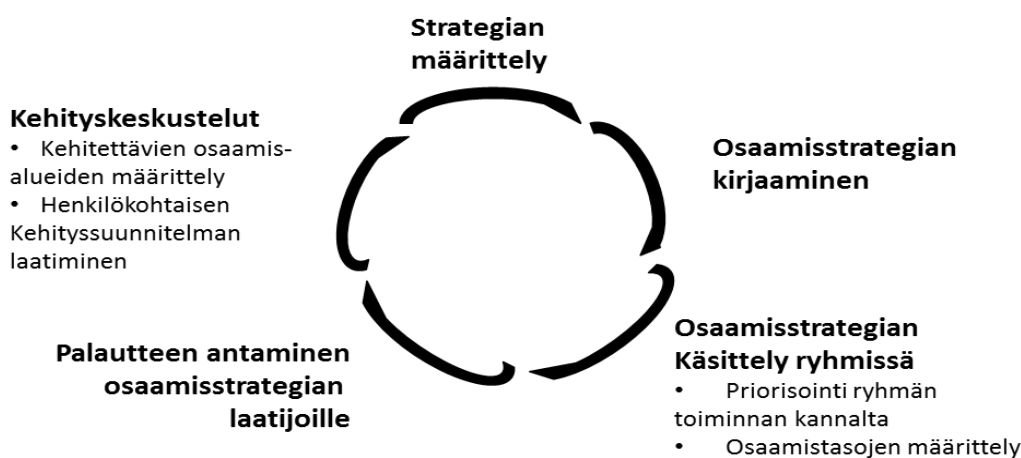 Strategian
määrittely
Osaamisstrategian
kirjaaminen
Osaamisstrategian
Käsittely ryhmissä
• Priorisointi ryhmän
toiminnan kannalta
• Osaamistasojen määrittely
Palautteen antaminen
osaamisstrategian
laatijoille
Kehityskeskustelut
• Kehitettävien osaamis-
alueiden määrittely
• Henkilökohtaisen
Kehityssuunnitelman
laatiminen